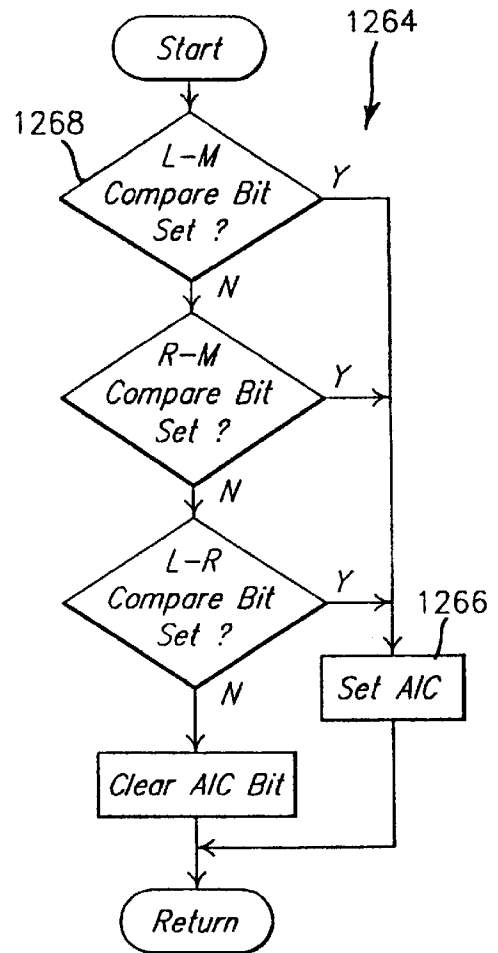 Start
1264
1268
L-M
Compare Bit
Set ?
Y
N
R-M
Compare Bit
Set ?
Y
N
L-R
Compare Bit
Set ?
Y
N
1266
Set AIC
Clear AIC Bit
Return